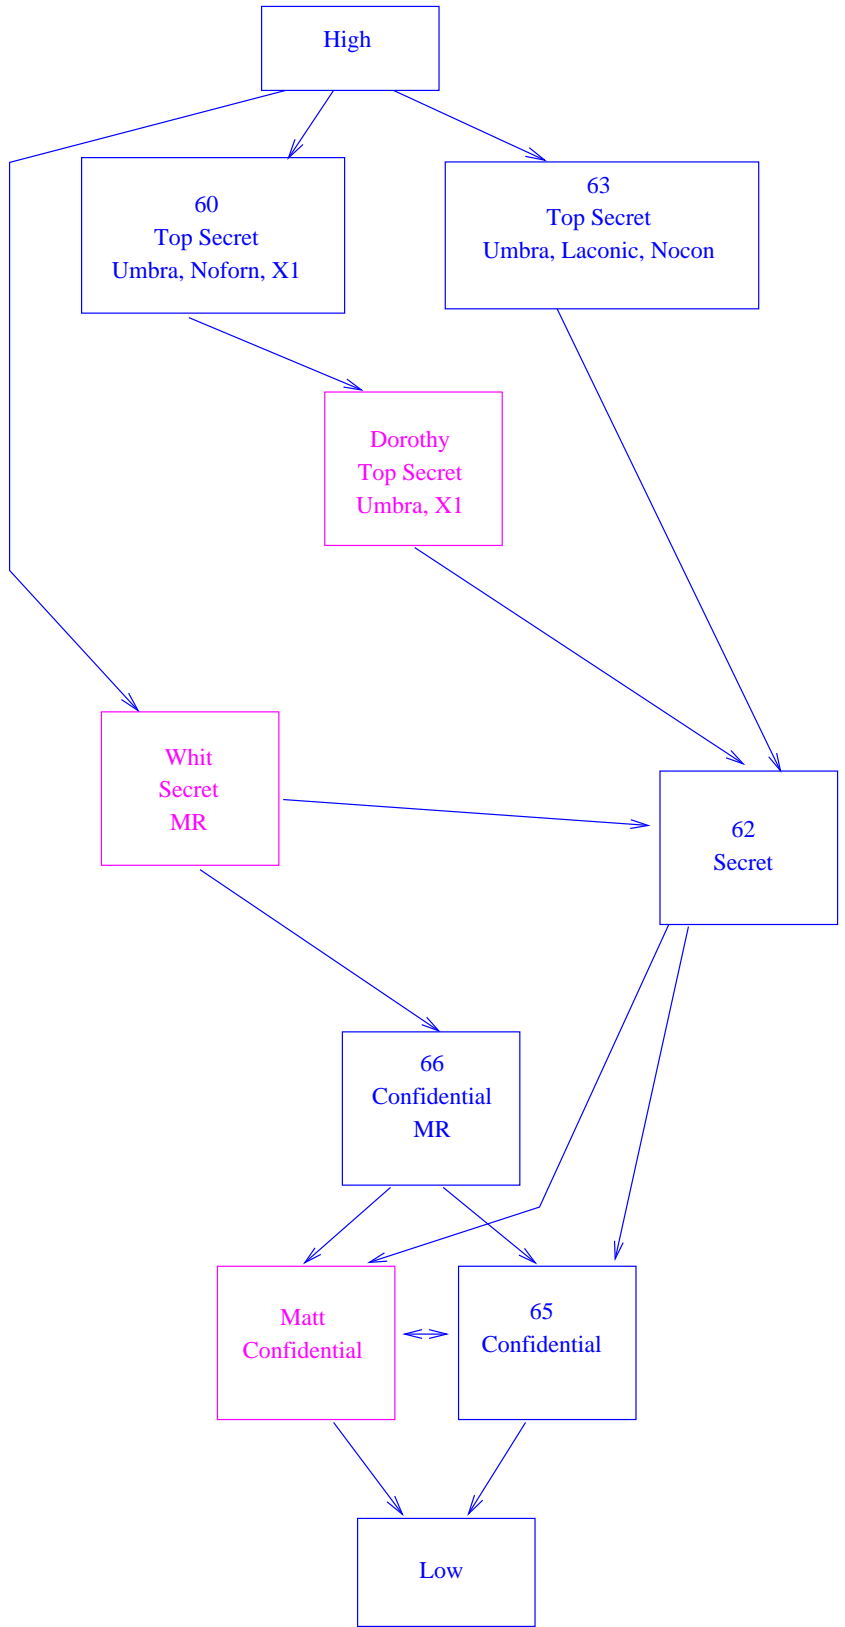 High
60
Top Secret
Umbra, Noforn, X1
63
Top Secret
Umbra, Laconic, Nocon
Dorothy
Top Secret
Umbra, X1
Whit
Secret
MR
62
Secret
66
Confidential
MR
Matt
Confidential
65
Confidential
Low